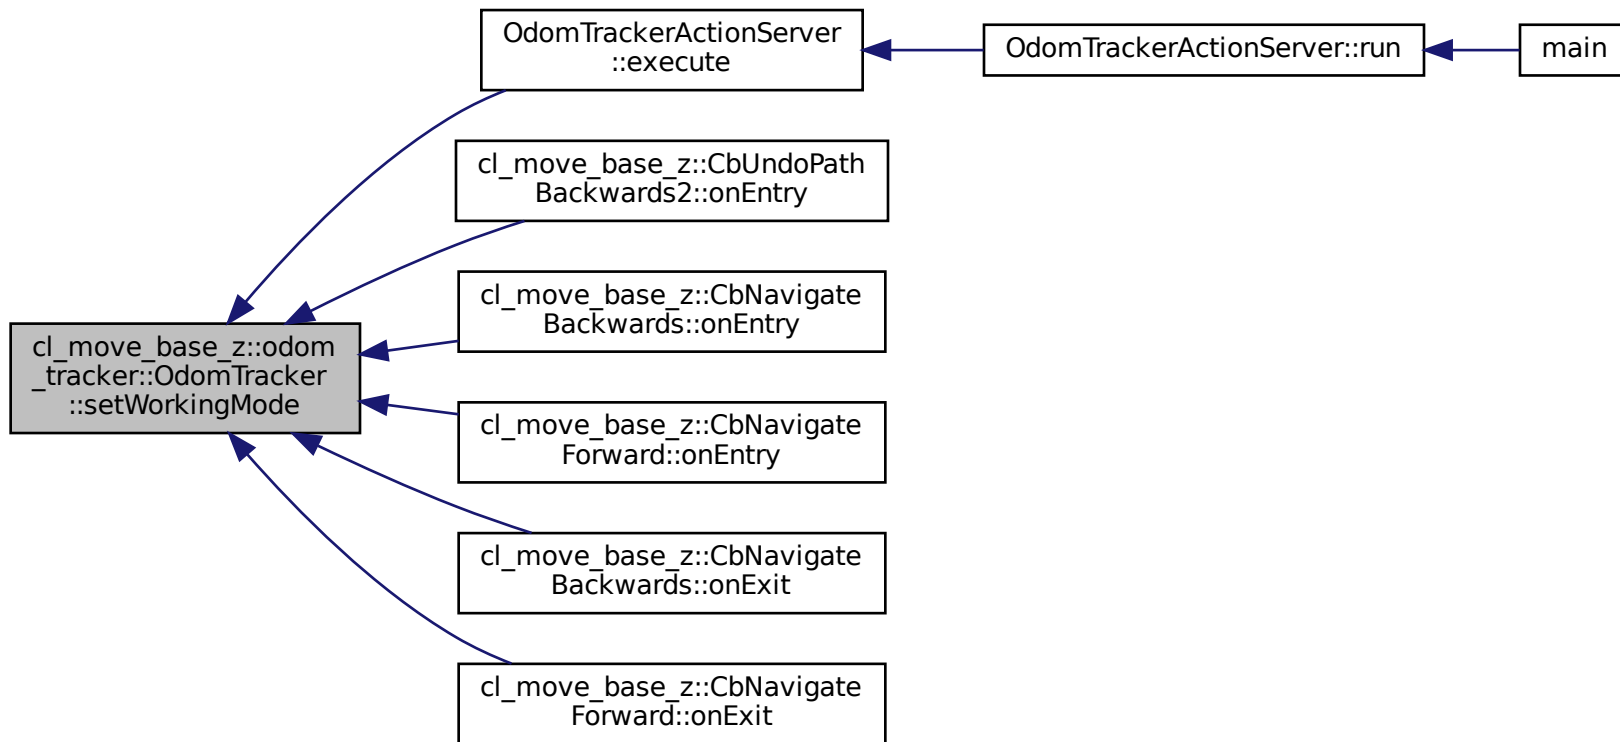 OdomTrackerActionServer
::execute
OdomTrackerActionServer::run
main
cl_move_base_z::CbUndoPath
Backwards2::onEntry
cl_move_base_z::CbNavigate
Backwards::onEntry
cl_move_base_z::odom
_tracker::OdomTracker
::setWorkingMode
cl_move_base_z::CbNavigate
Forward::onEntry
cl_move_base_z::CbNavigate
Backwards::onExit
cl_move_base_z::CbNavigate
Forward::onExit